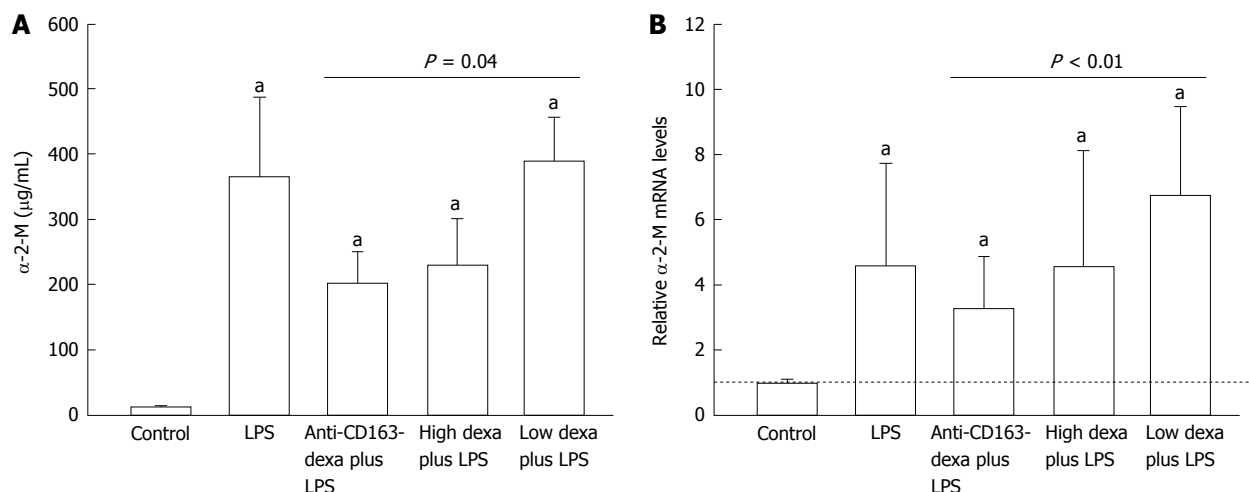 A
600
500
400
300
200
100
0
α-2-M (µg/mL)
P = 0.04
a
a
a
a
Control
LPS
Anti-CD163-
dexa plus
LPS
High dexa
plus LPS
Low dexa
plus LPS
B
12
10
8
6
4
2
0
Relative α-2-M mRNA levels
P < 0.01
a
a
a
a
Control
LPS
Anti-CD163-
dexa plus
LPS
High dexa
plus LPS
Low dexa
plus LPS